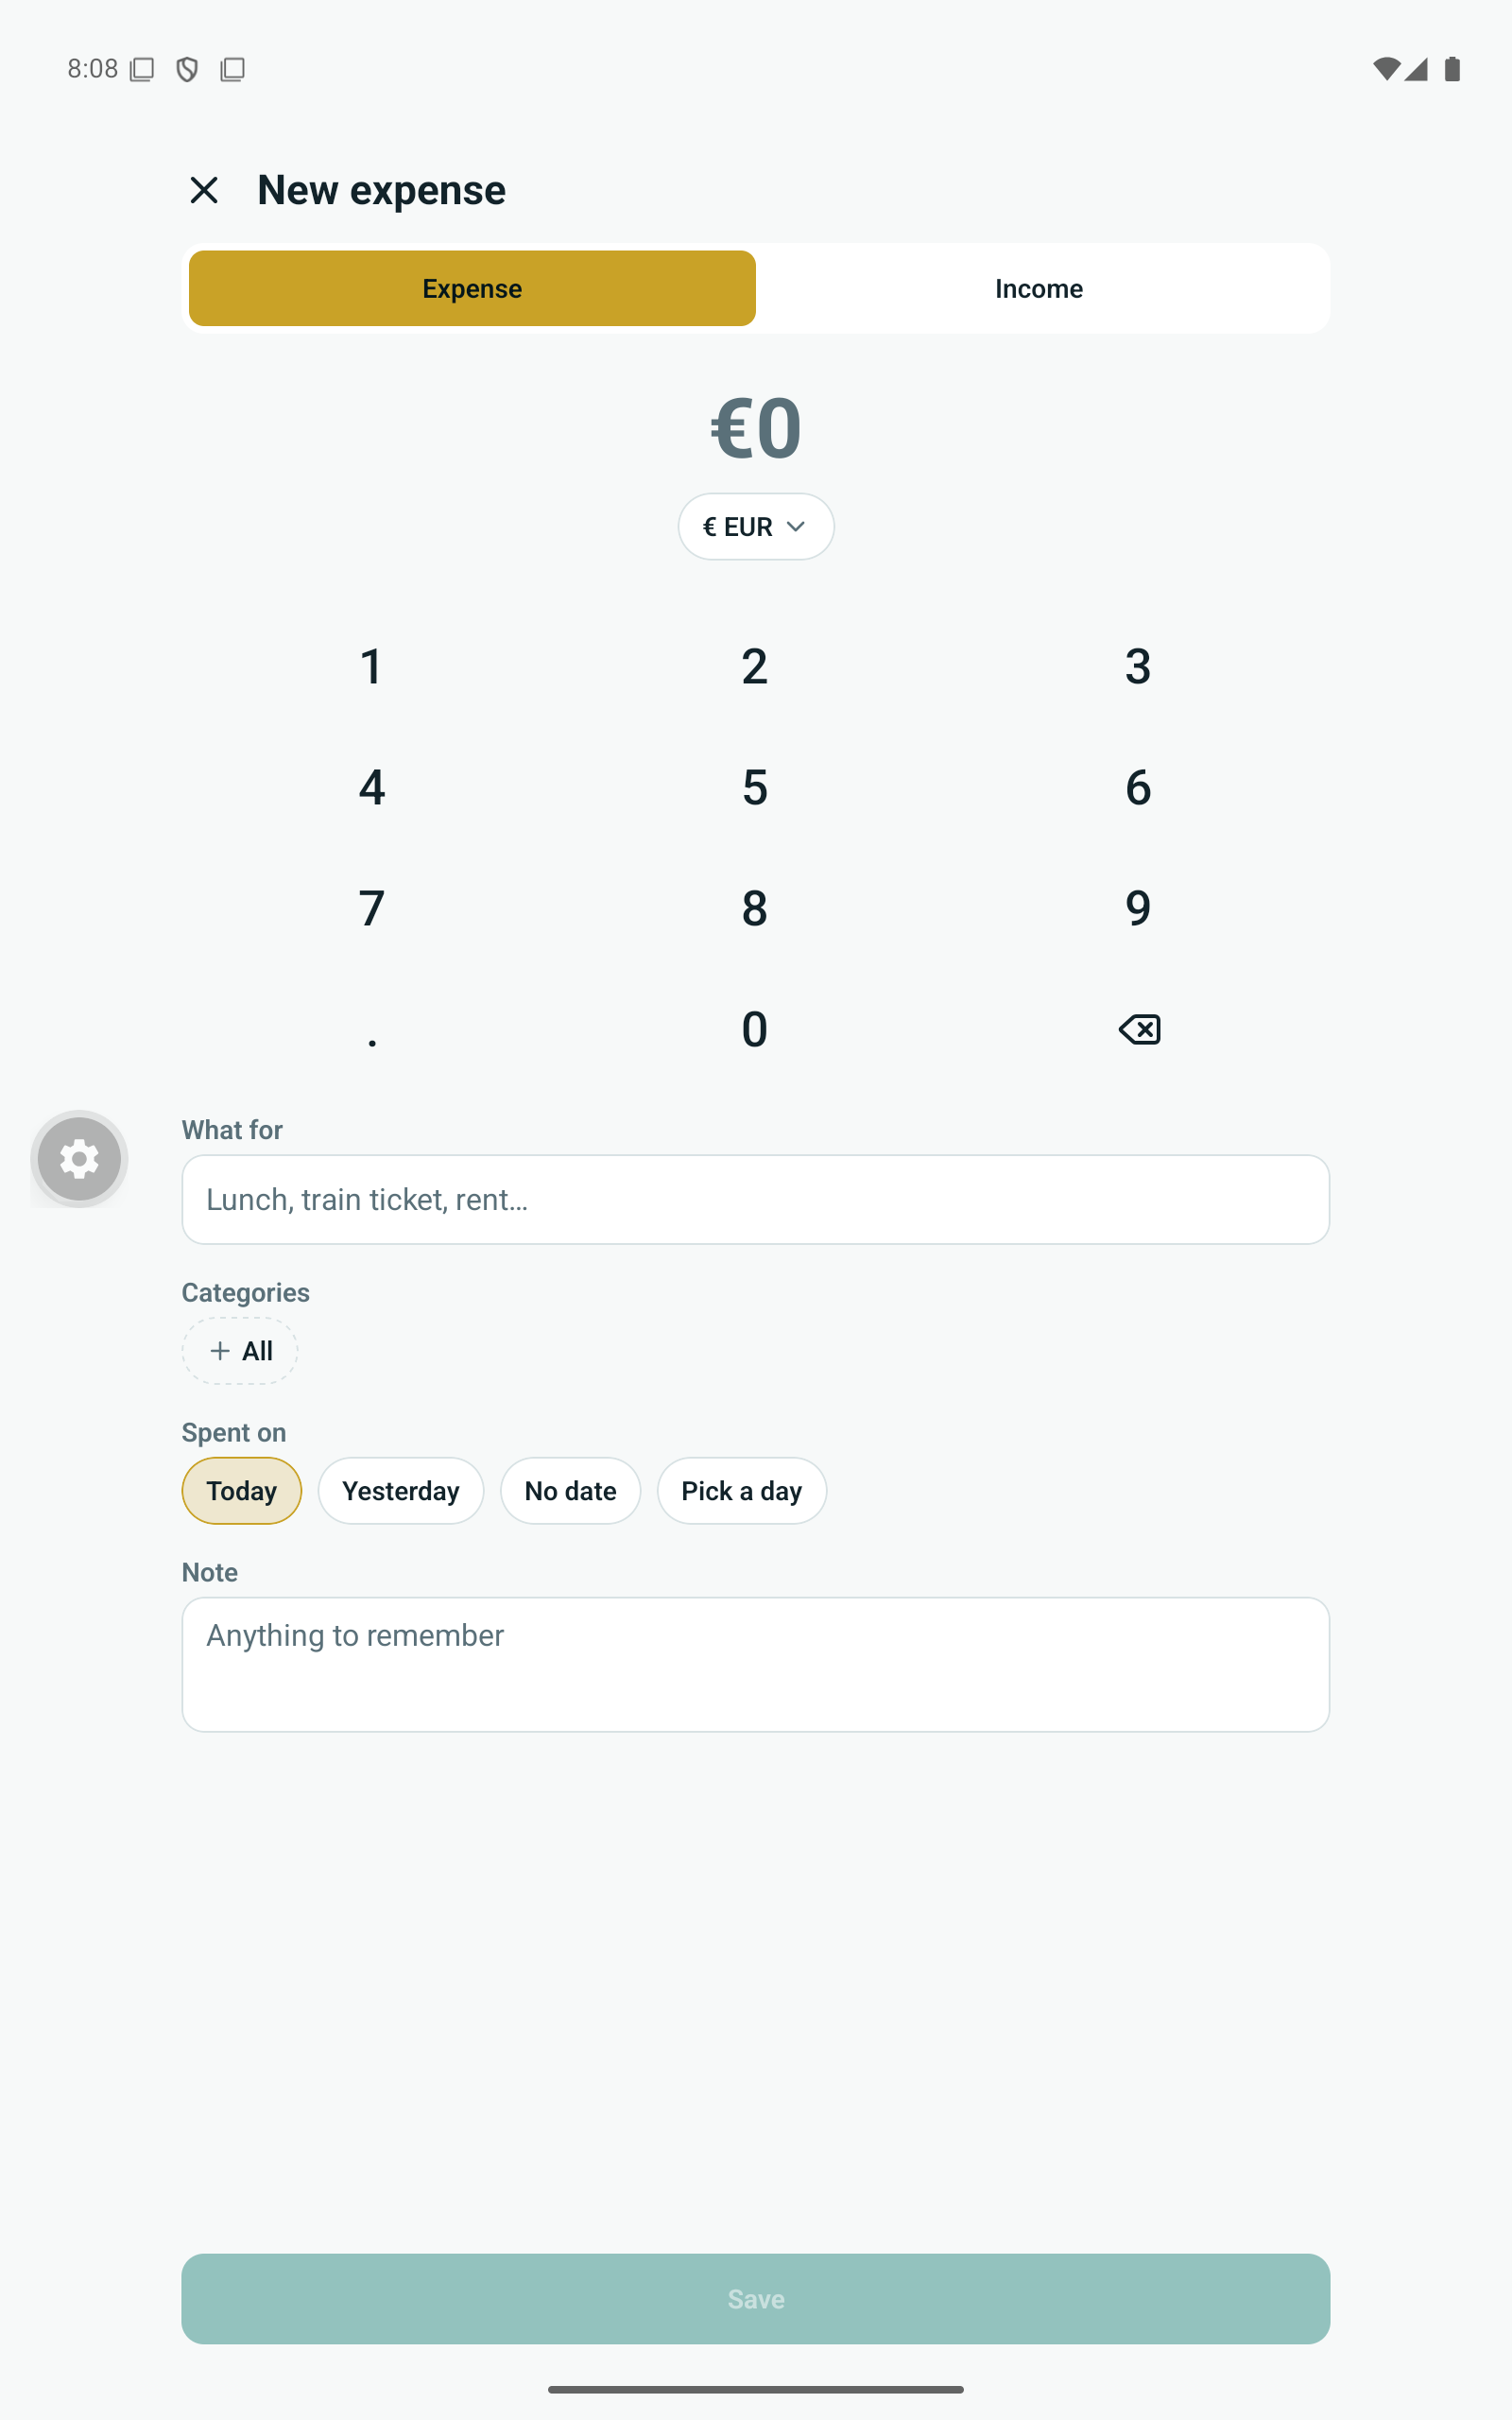 8:08
New expense
Expense
Income
€0
€ EUR
1 2 3
4 5 6
7 8 9
. 0
What for
Lunch, train ticket, rent…
Categories
+ All
Spent on
Today
Yesterday
No date
Pick a day
Note
Anything to remember
Save